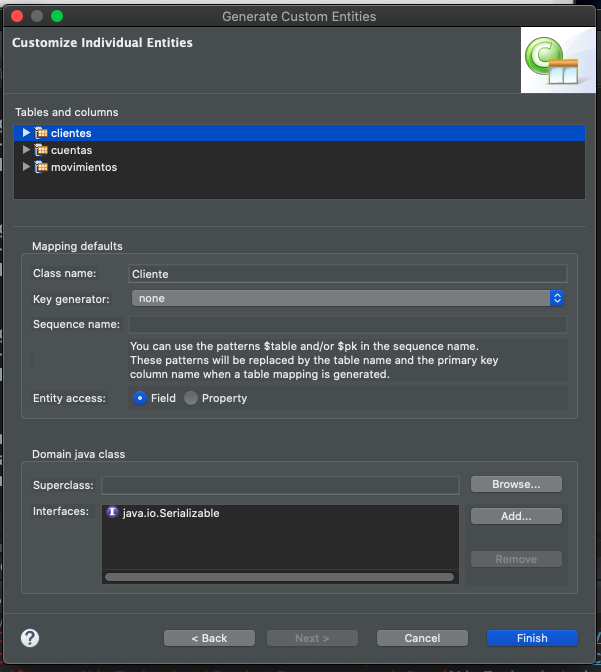 Generate Custom Entities
Customize Individual Entities
Tables and columns
clientes
cuentas
movimientos
Mapping defaults
Class name: Cliente
Key generator: none
Sequence name:
You can use the patterns $table and/or $pk in the sequence name.
These patterns will be replaced by the table name and the primary key
column name when a table mapping is generated.
Entity access: Field Property
Domain java class
Superclass: Browse...
Interfaces: java.io.Serializable Add...
Remove
? < Back Next > Cancel Finish